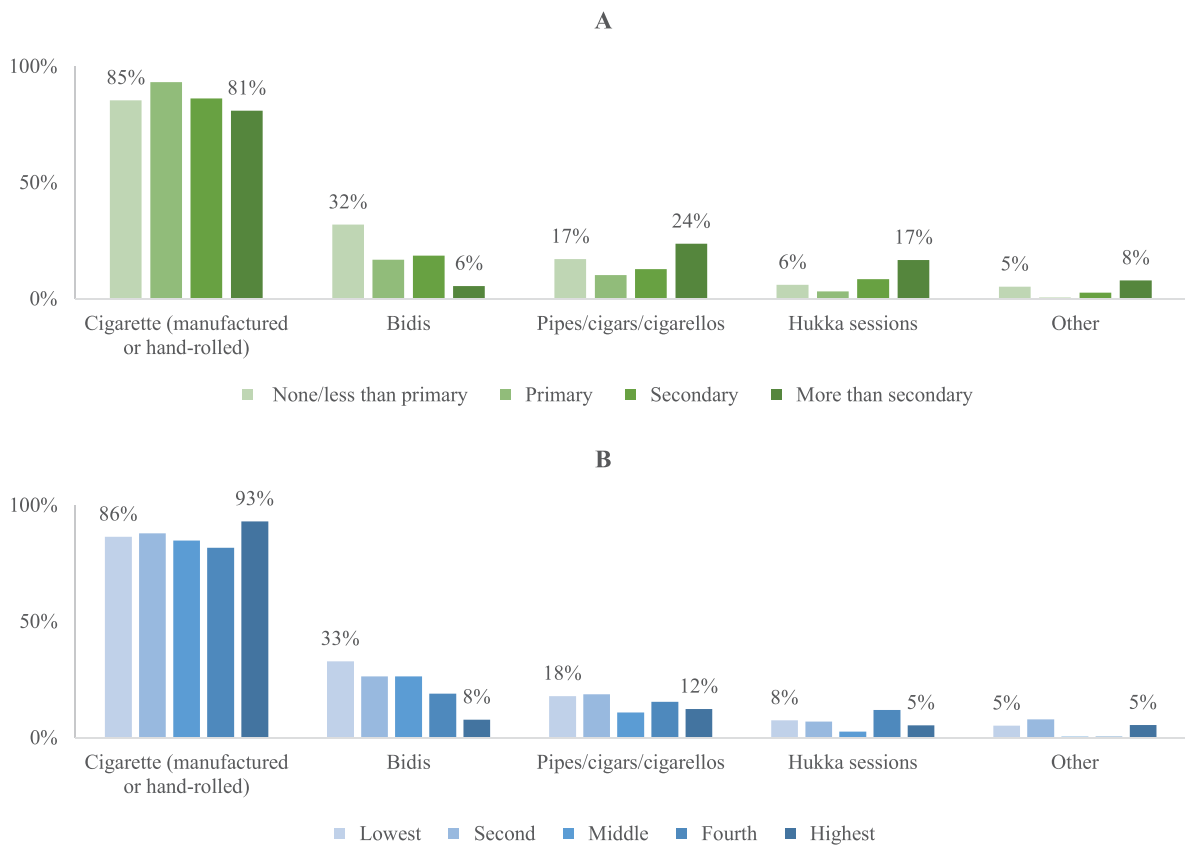 A
100%
85%
81%
50%
32%
6%
17%
24%
6%
17%
5%
8%
0%
Cigarette (manufactured
or hand-rolled)
Bidis
Pipes/cigars/cigarellos
Hukka sessions
Other
None/less than primary
Primary
Secondary
More than secondary
B
100%
86%
93%
50%
33%
8%
18%
12%
8%
5%
5%
5%
0%
Cigarette (manufactured
or hand-rolled)
Bidis
Pipes/cigars/cigarellos
Hukka sessions
Other
Lowest
Second
Middle
Fourth
Highest